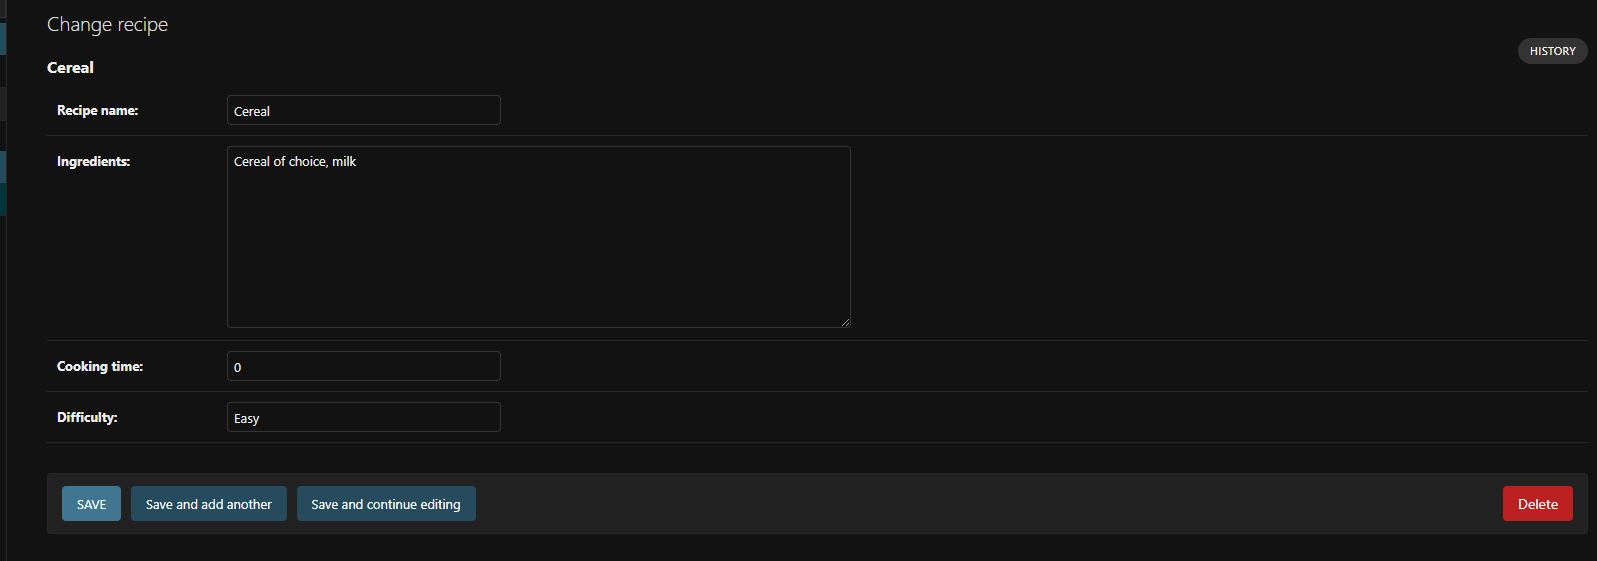 Change recipe
HISTORY
Cereal
Recipe name: Cereal
Ingredients: Cereal of choice, milk
Cooking time: 0
Difficulty: Easy
SAVE Save and add another Save and continue editing Delete